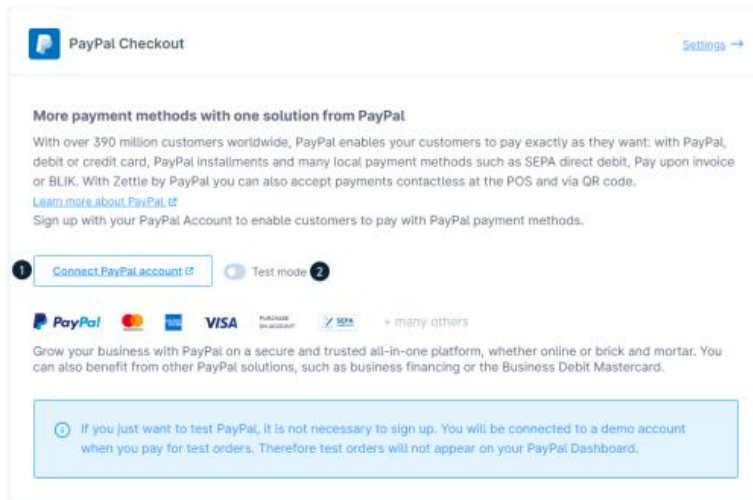 PayPal Checkout
Settings →
More payment methods with one solution from PayPal
With over 390 million customers worldwide, PayPal enables your customers to pay exactly as they want: with PayPal,
debit or credit card, PayPal installments and many local payment methods such as SEPA direct debit, Pay upon invoice
or BLIK. With Zettle by PayPal you can also accept payments contactless at the POS and via QR code.
Learn more about PayPal
Sign up with your PayPal Account to enable customers to pay with PayPal payment methods.
1 Connect PayPal account Test mode 2
PayPal VISA PURCHASE ON ACCOUNT SEPA + many others
Grow your business with PayPal on a secure and trusted all-in-one platform, whether online or brick and mortar. You
can also benefit from other PayPal solutions, such as business financing or the Business Debit Mastercard.
If you just want to test PayPal, it is not necessary to sign up. You will be connected to a demo account
when you pay for test orders. Therefore test orders will not appear on your PayPal Dashboard.